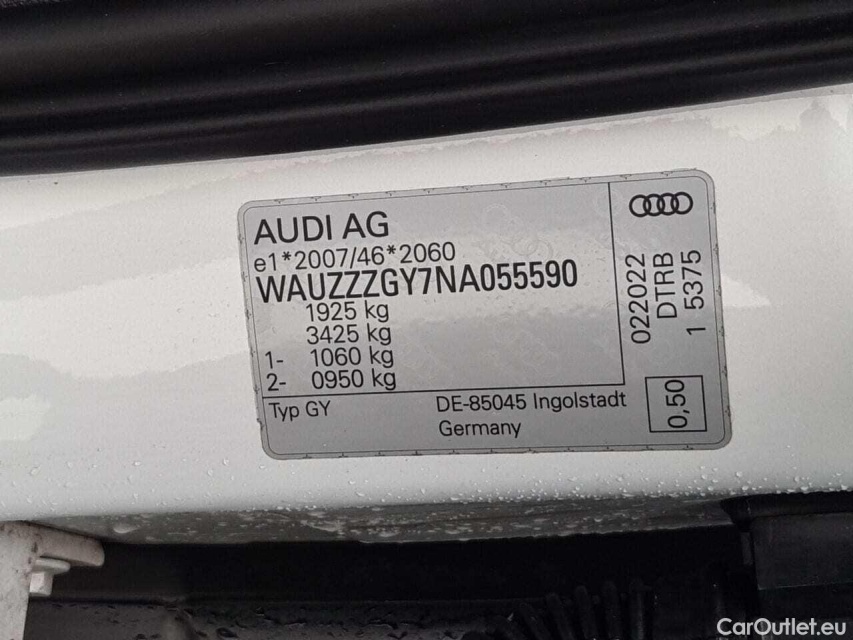 AUDI AG
e1*2007/46*2060
WAUZZZGY7NA055590
1925 kg
3425 kg
1- 1060 kg
2- 0950 kg
Typ GY
DE-85045 Ingolstadt
Germany
022022
DTRB
1 5375
0,50
CarOutlet.eu